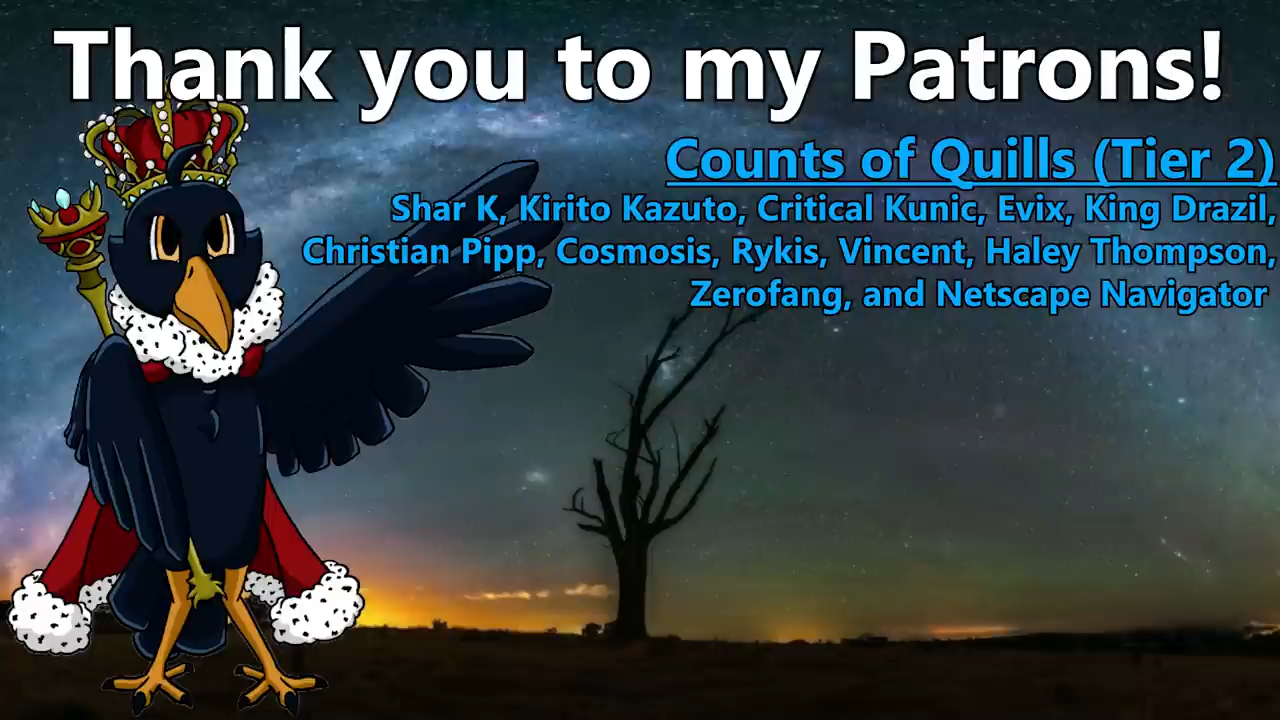 Thank you to my Patrons!
Counts of Quills (Tier 2)
Shar K, Kirito Kazuto, Critical Kunic, Evix, King Drazil,
Christian Pipp, Cosmosis, Rykis, Vincent, Haley Thompson,
Zerofang, and Netscape Navigator